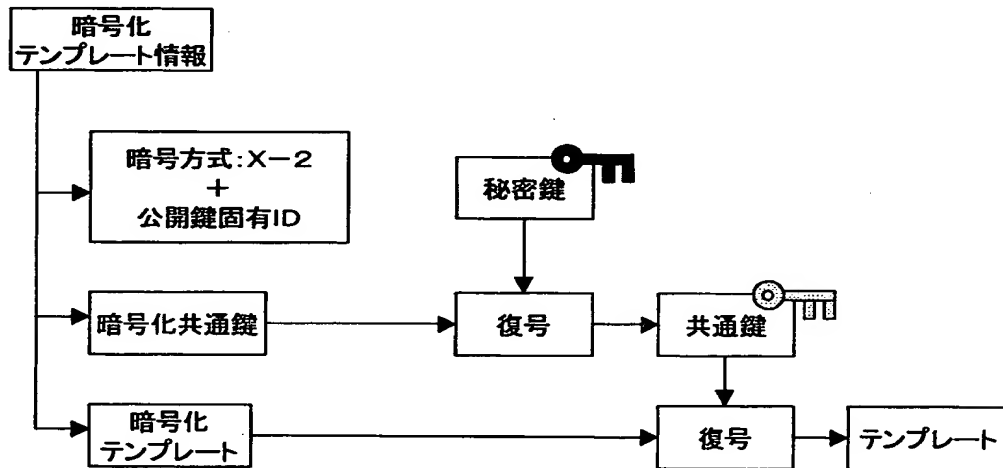 暗号化
テンプレート情報
暗号方式:X-2
+
公開鍵固有ID
秘密鍵
暗号化共通鍵
復号
共通鍵
暗号化
テンプレート
復号
テンプレート